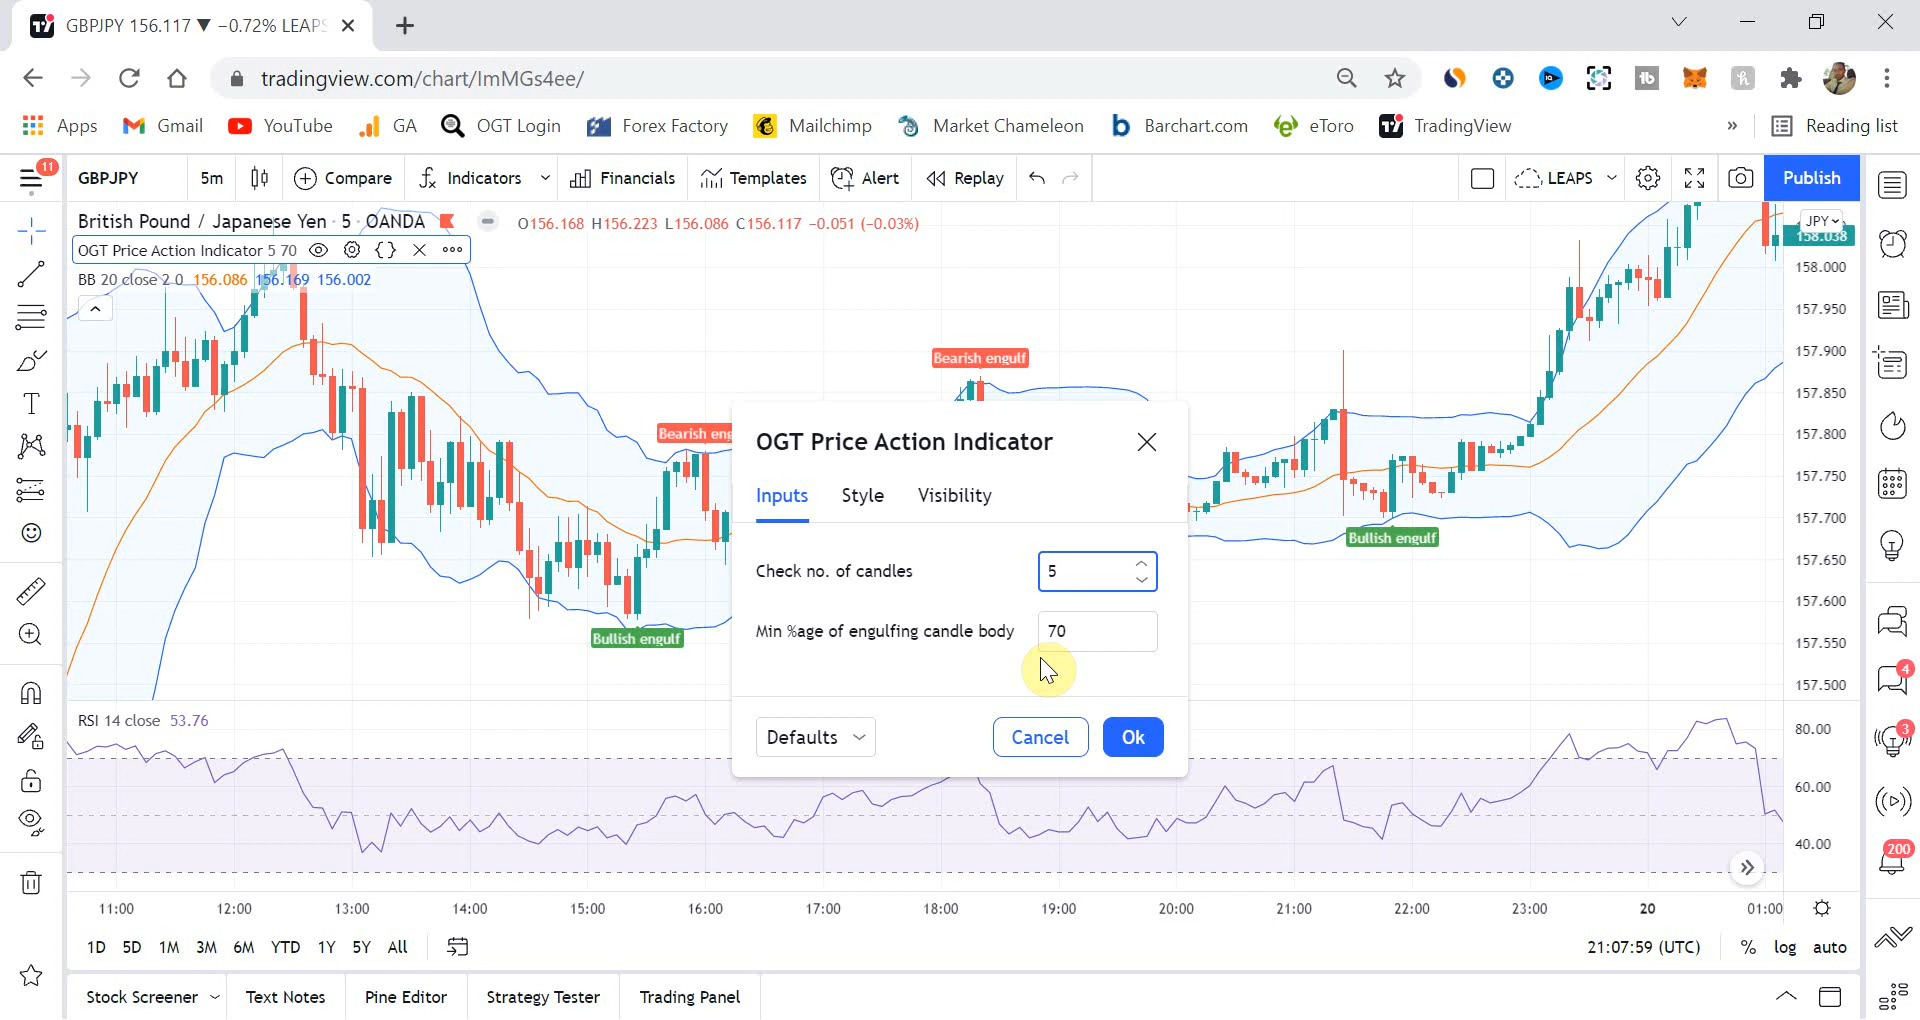 GBPJPY 156.117 ▼ −0.72% LEAPS
tradingview.com/chart/ImMGs4ee/
Apps Gmail YouTube GA OGT Login Forex Factory Mailchimp Market Chameleon Barchart.com eToro TradingView » Reading list
11
GBPJPY 5m Compare Indicators Financials Templates Alert Replay LEAPS Publish
British Pound / Japanese Yen · 5 · OANDA O156.168 H156.223 L156.086 C156.117 −0.051 (−0.03%)
JPY
158.038
OGT Price Action Indicator 5 70
BB 20 close 2 0 156.086 156.169 156.002
158.000
157.950
157.900
157.850
157.800
157.750
157.700
157.650
157.600
157.550
157.500
Bearish engulf
Bearish eng
Bullish engulf
Bullish engulf
OGT Price Action Indicator
Inputs Style Visibility
Check no. of candles 5
Min %age of engulfing candle body 70
Defaults Cancel Ok
RSI 14 close 53.76
80.00
60.00
40.00
4
3
200
11:00 12:00 13:00 14:00 15:00 16:00 17:00 18:00 19:00 20:00 21:00 22:00 23:00 20 01:00
1D 5D 1M 3M 6M YTD 1Y 5Y All 21:07:59 (UTC) % log auto
Stock Screener Text Notes Pine Editor Strategy Tester Trading Panel